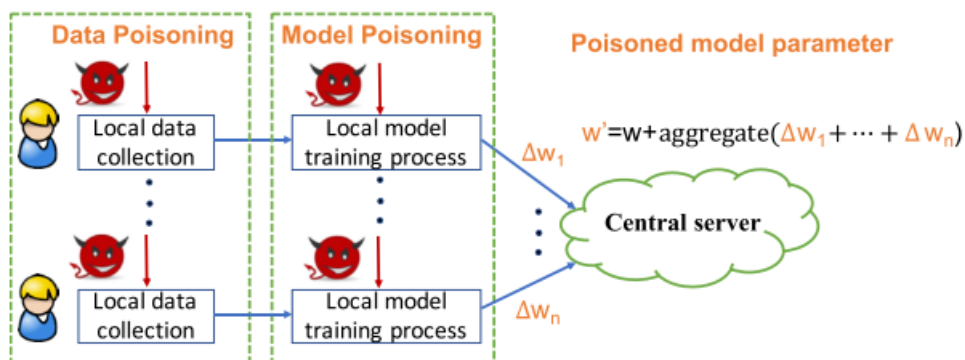 Data Poisoning
Model Poisoning
Poisoned model parameter
Local data
collection
Local model
training process
w'=w+aggregate(Δw₁+ ··· + Δ wₙ)
Δw₁
Central server
Local data
collection
Local model
training process
Δwₙ